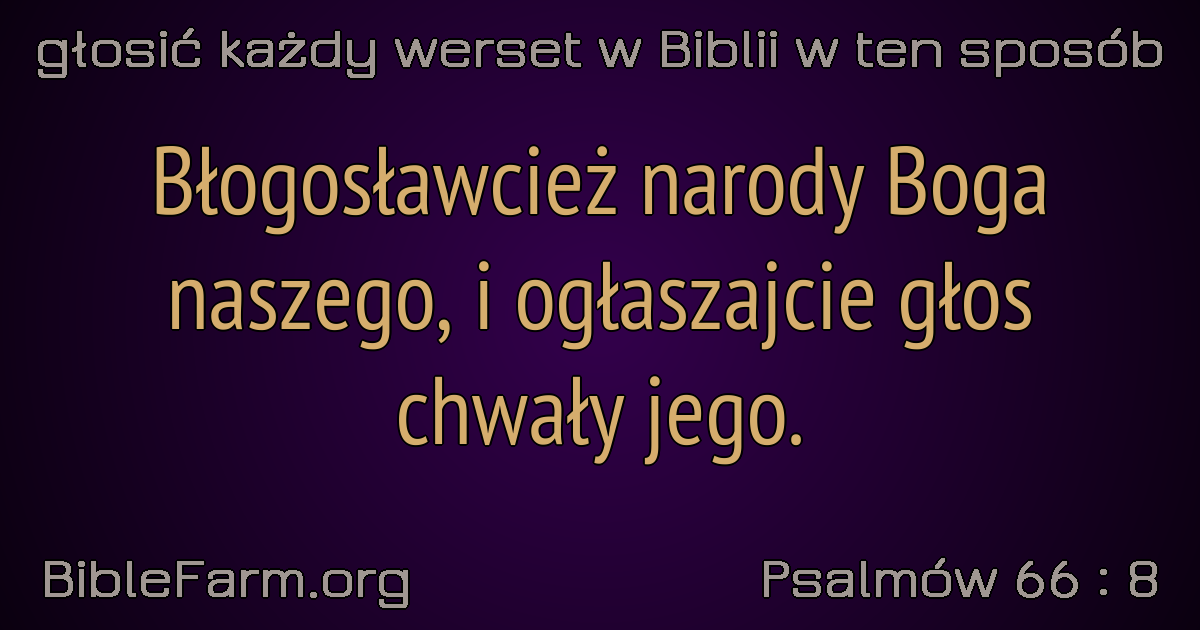 głosić każdy werset w Biblii w ten sposób
Błogosławcież narody Boga
naszego, i ogłaszajcie głos
chwały jego.
BibleFarm.org
Psalmów 66 : 8